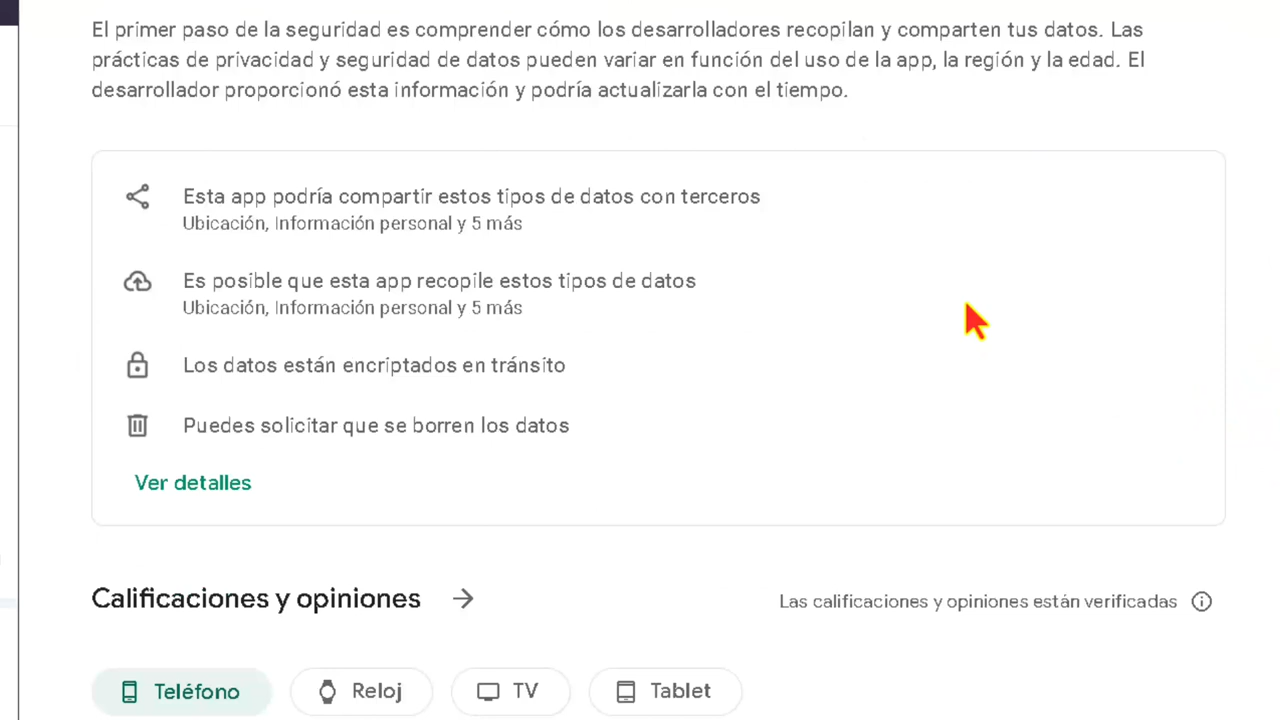 El primer paso de la seguridad es comprender cómo los desarrolladores recopilan y comparten tus datos. Las
prácticas de privacidad y seguridad de datos pueden variar en función del uso de la app, la región y la edad. El
desarrollador proporcionó esta información y podría actualizarla con el tiempo.
Esta app podría compartir estos tipos de datos con terceros
Ubicación, Información personal y 5 más
Es posible que esta app recopile estos tipos de datos
Ubicación, Información personal y 5 más
Los datos están encriptados en tránsito
Puedes solicitar que se borren los datos
Ver detalles
Calificaciones y opiniones
Las calificaciones y opiniones están verificadas
Teléfono
Reloj
TV
Tablet